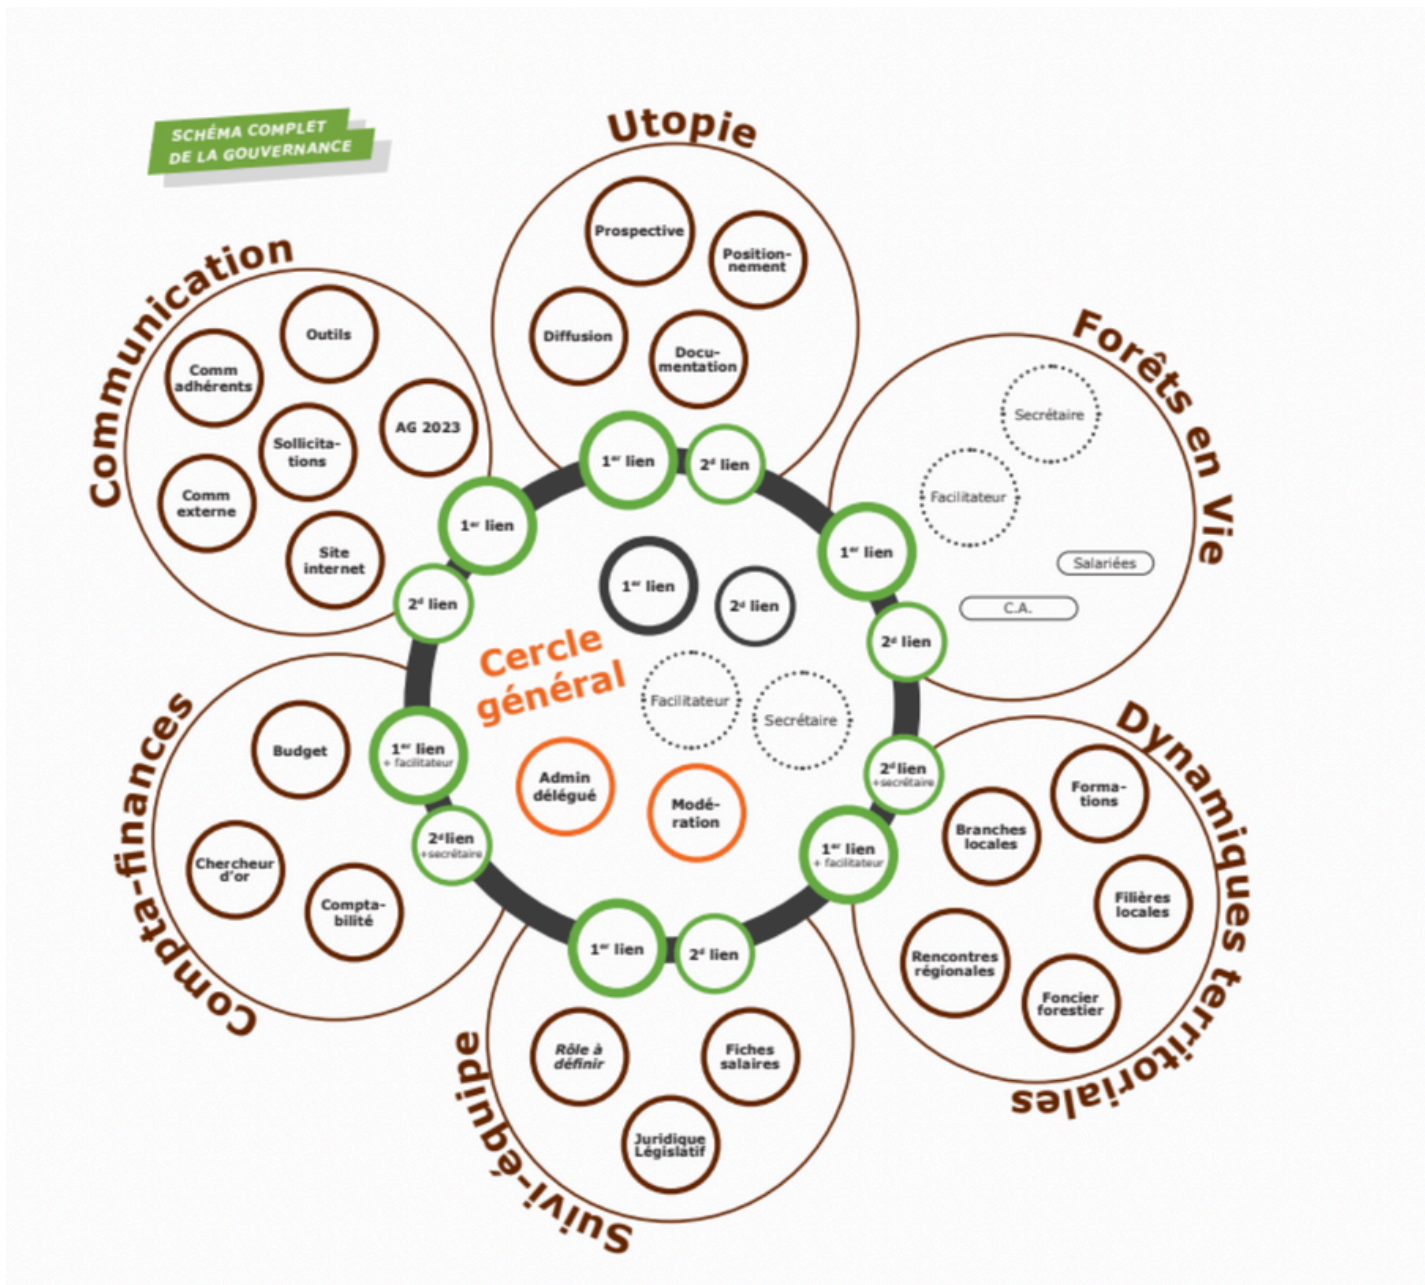 SCHÉMA COMPLET
DE LA GOUVERNANCE
Utopie
Prospective
Position-
nement
Diffusion
Docu-
mentation
1er lien
2d lien
Communication
Outils
Comm
adhérents
AG 2023
Sollicita-
tions
Comm
externe
Site
internet
1er lien
2d lien
Forêts en Vie
Secrétaire
Facilitateur
Salariées
C.A.
1er lien
2d lien
Cercle
général
1er lien
2d lien
Facilitateur
Secrétaire
Admin
délégué
Modé-
ration
Compta-finances
1er lien
+ facilitateur
2d lien
+secrétaire
Budget
Chercheur
d'or
Compta-
bilité
Dynamiques territoriales
2d lien
+secrétaire
1er lien
+ facilitateur
Forma-
tions
Branches
locales
Filières
locales
Rencontres
régionales
Foncier
forestier
Suivi-équipe
1er lien
2d lien
Rôle à
définir
Fiches
salaires
Juridique
Législatif